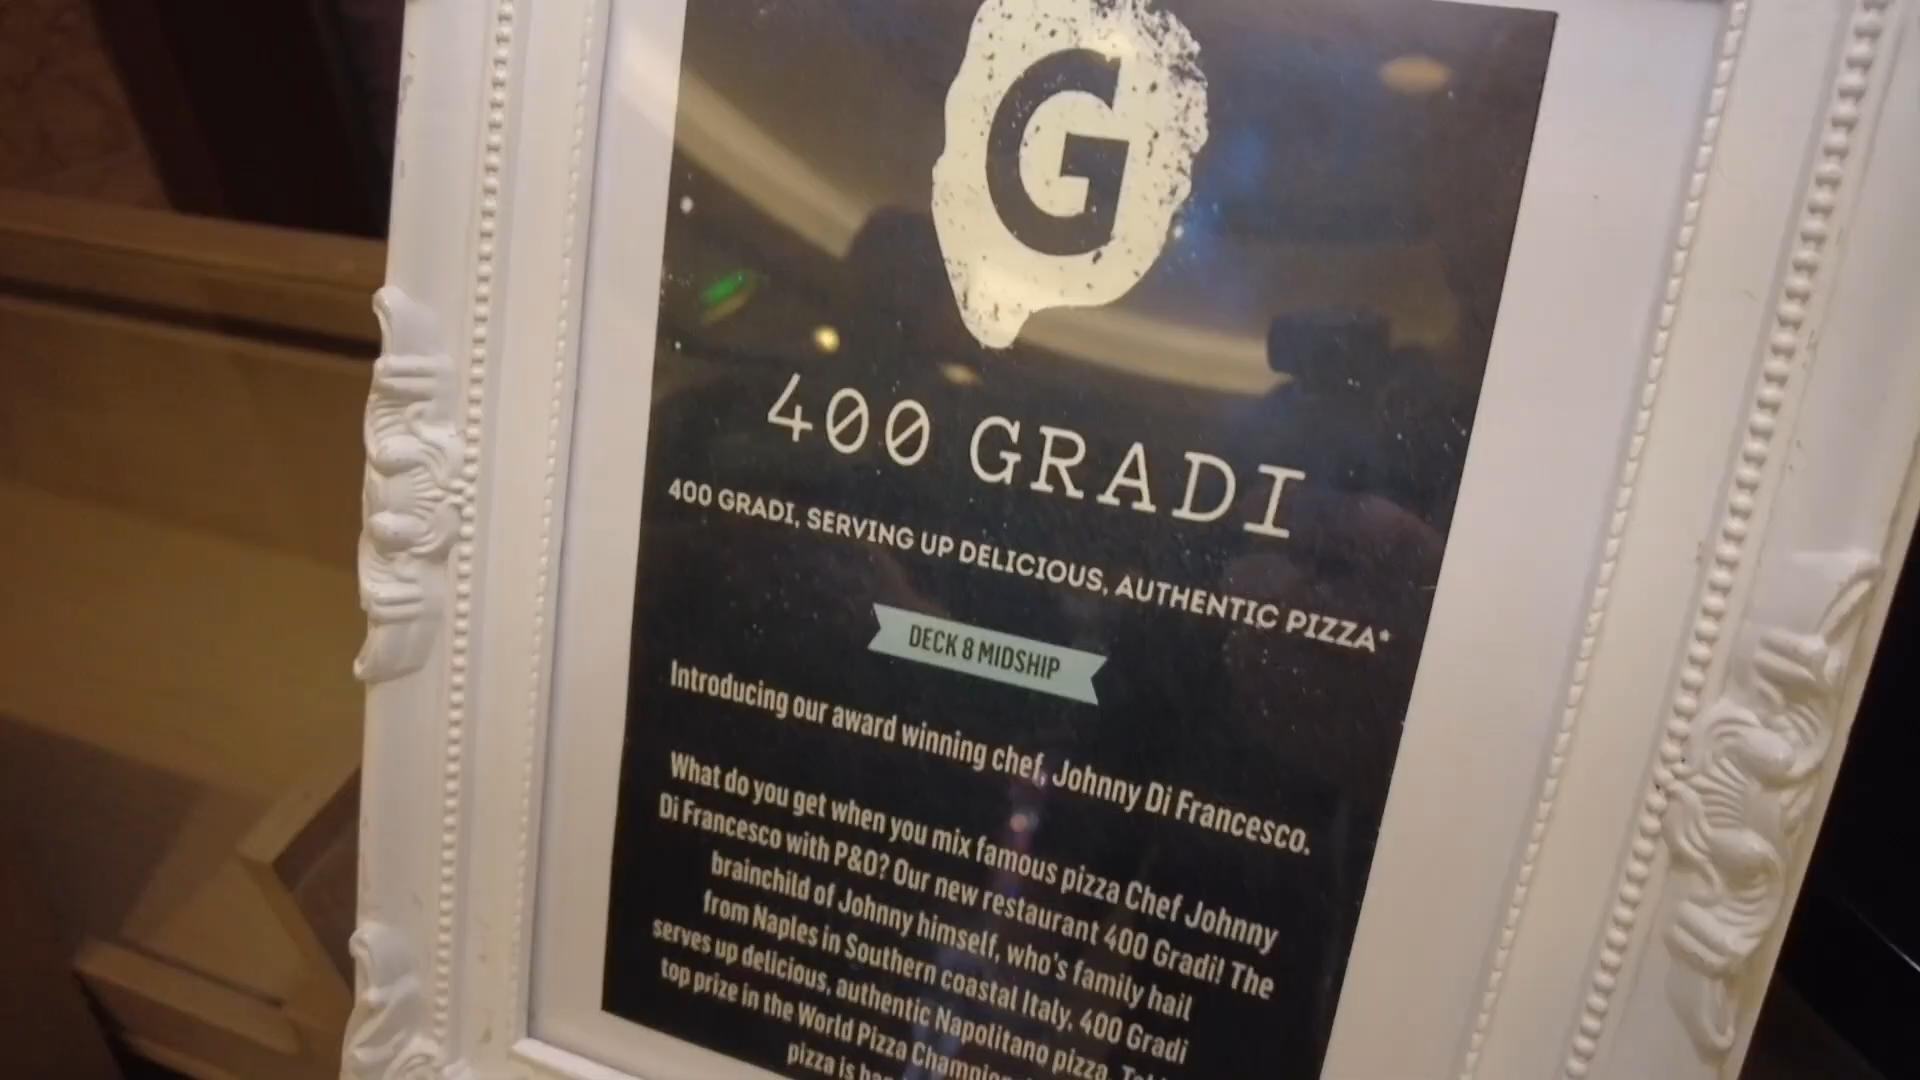 G
400 GRADI
400 GRADI, SERVING UP DELICIOUS, AUTHENTIC PIZZA*
DECK 8 MIDSHIP
Introducing our award winning chef, Johnny Di Francesco.
What do you get when you mix famous pizza Chef Johnny
Di Francesco with P&O? Our new restaurant 400 Gradi! The
brainchild of Johnny himself, who's family hail
from Naples in Southern coastal Italy. 400 Gradi
serves up delicious, authentic Napolitano pizza.
top prize in the World Pizza
pizza is